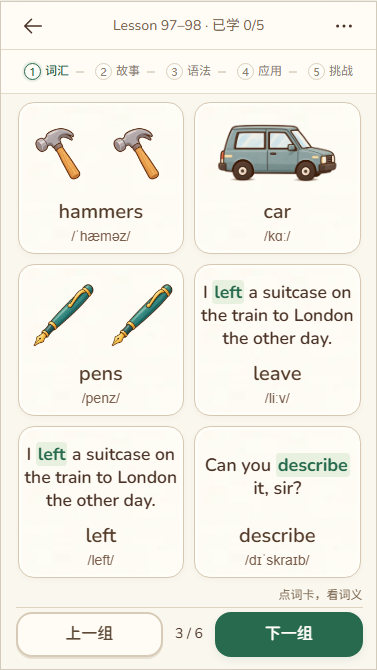 Lesson 97–98 · 已学 0/5
1 词汇 – 2 故事 – 3 语法 – 4 应用 – 5 挑战
hammers
/ˈhæməz/
car
/kɑː/
pens
/penz/
I left a suitcase on
the train to London
the other day.
leave
/liːv/
I left a suitcase on
the train to London
the other day.
left
/left/
Can you describe
it, sir?
describe
/dɪˈskraɪb/
点词卡，看词义
上一组
3 / 6
下一组